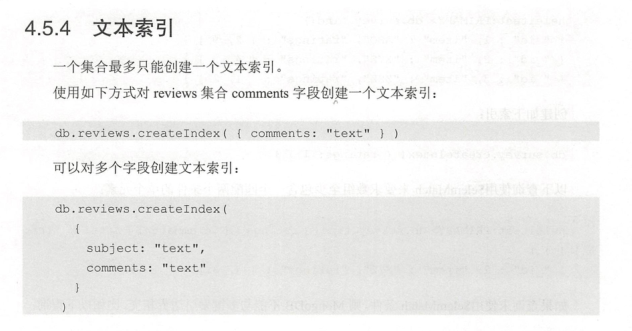 4.5.4 文本索引
一个集合最多只能创建一个文本索引。
使用如下方式对 reviews 集合 comments 字段创建一个文本索引：
db.reviews.createIndex( { comments: "text" } )
可以对多个字段创建文本索引：
db.reviews.createIndex(
{
subject: "text",
comments: "text"
}
)